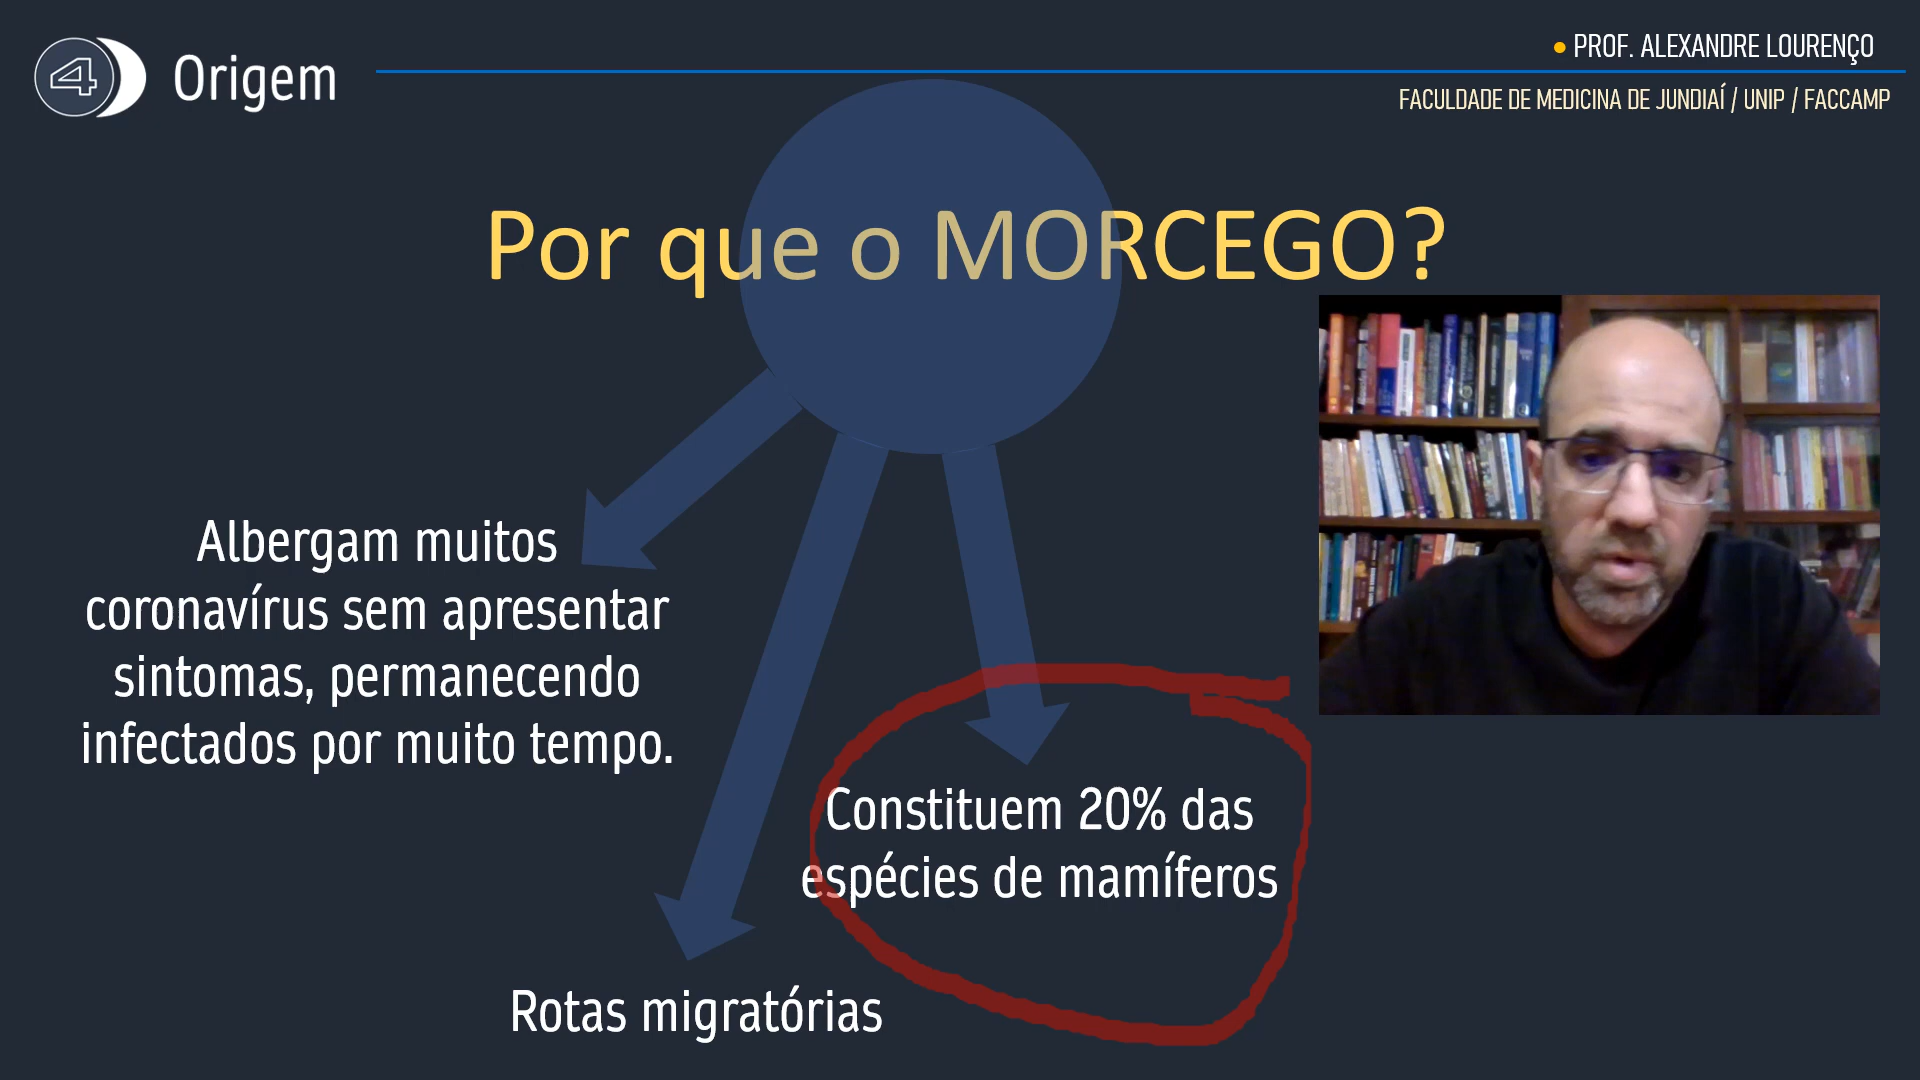 4 Origem
• PROF. ALEXANDRE LOURENÇO
FACULDADE DE MEDICINA DE JUNDIAÍ / UNIP / FACCAMP
Por que o MORCEGO?
Albergam muitos
coronavírus sem apresentar
sintomas, permanecendo
infectados por muito tempo.
Constituem 20% das
espécies de mamíferos
Rotas migratórias